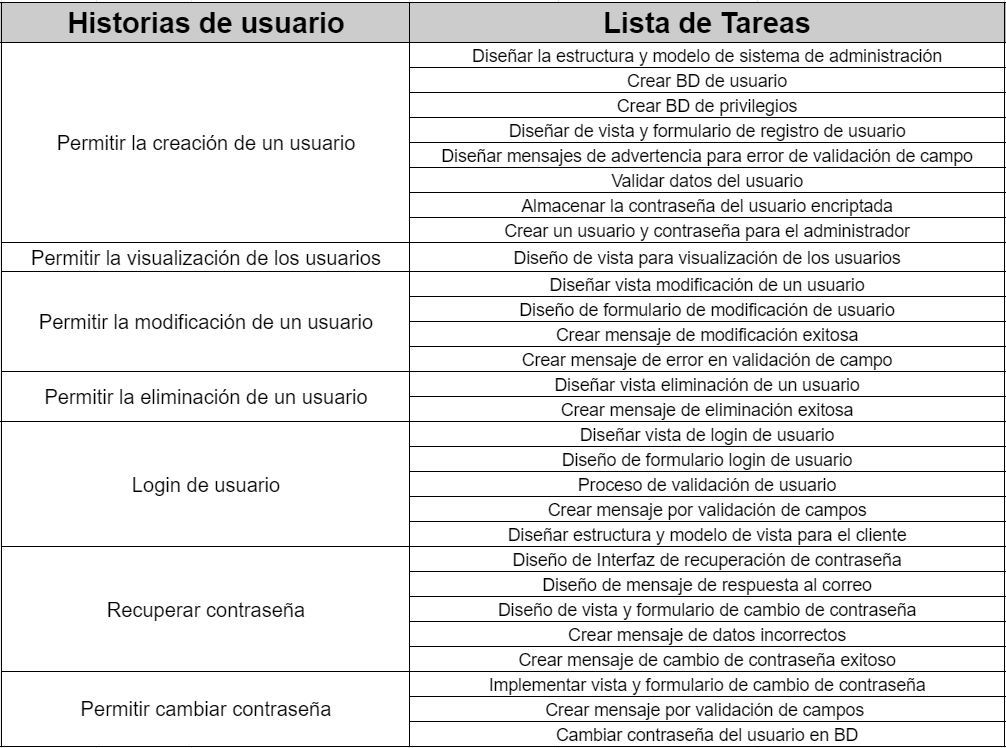 Historias de usuario
Lista de Tareas
Permitir la creación de un usuario
Diseñar la estructura y modelo de sistema de administración
Crear BD de usuario
Crear BD de privilegios
Diseñar de vista y formulario de registro de usuario
Diseñar mensajes de advertencia para error de validación de campo
Validar datos del usuario
Almacenar la contraseña del usuario encriptada
Crear un usuario y contraseña para el administrador
Permitir la visualización de los usuarios
Diseño de vista para visualización de los usuarios
Permitir la modificación de un usuario
Diseñar vista modificación de un usuario
Diseño de formulario de modificación de usuario
Crear mensaje de modificación exitosa
Crear mensaje de error en validación de campo
Permitir la eliminación de un usuario
Diseñar vista eliminación de un usuario
Crear mensaje de eliminación exitosa
Login de usuario
Diseñar vista de login de usuario
Diseño de formulario login de usuario
Proceso de validación de usuario
Crear mensaje por validación de campos
Diseñar estructura y modelo de vista para el cliente
Recuperar contraseña
Diseño de Interfaz de recuperación de contraseña
Diseño de mensaje de respuesta al correo
Diseño de vista y formulario de cambio de contraseña
Crear mensaje de datos incorrectos
Crear mensaje de cambio de contraseña exitoso
Permitir cambiar contraseña
Implementar vista y formulario de cambio de contraseña
Crear mensaje por validación de campos
Cambiar contraseña del usuario en BD